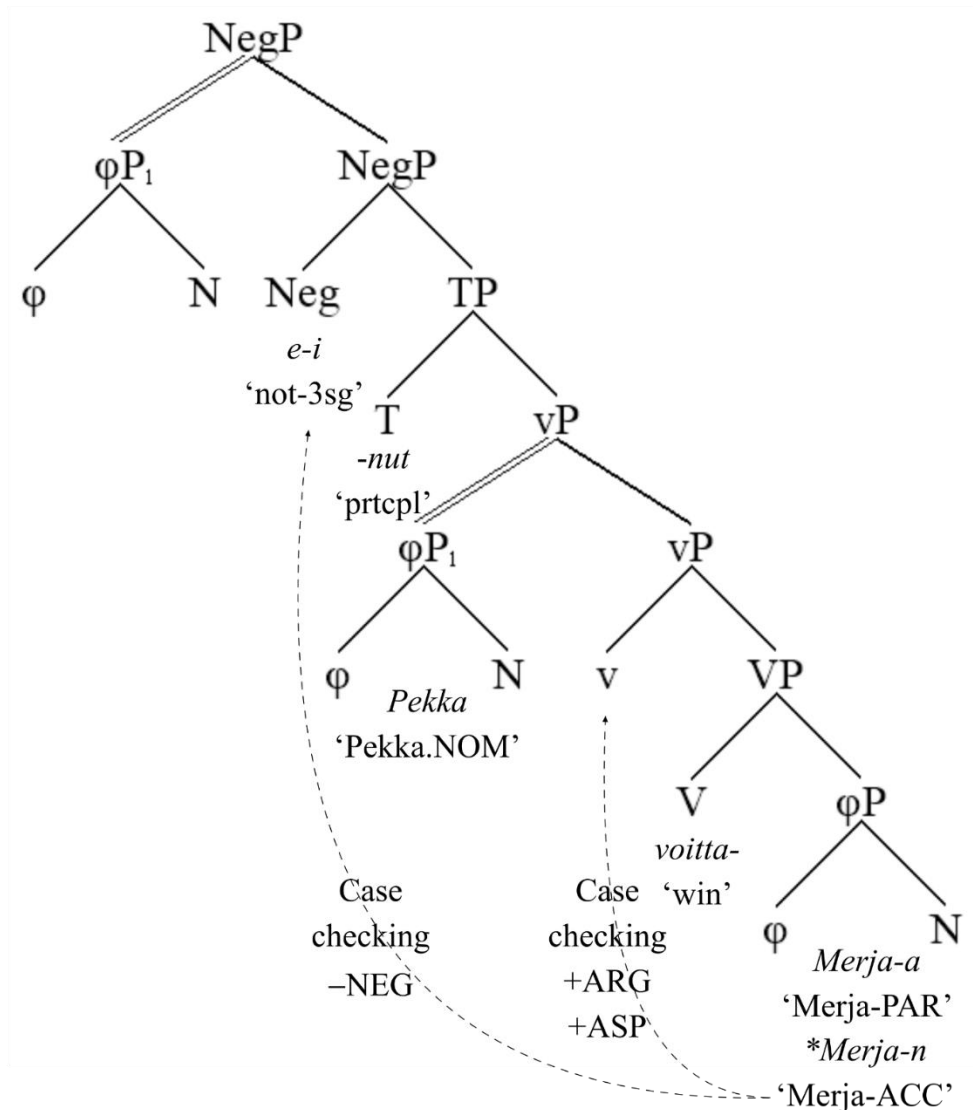 NegP
φP₁ NegP
φ N Neg TP
e-i
‘not-3sg’
T vP
-nut
‘prtcpl’
φP₁ vP
φ N v VP
Pekka
‘Pekka.NOM’
V φP
voitta-
‘win’
Case
checking
–NEG
Case
checking
+ARG
+ASP
φ N
Merja-a
‘Merja-PAR’
*Merja-n
‘Merja-ACC’